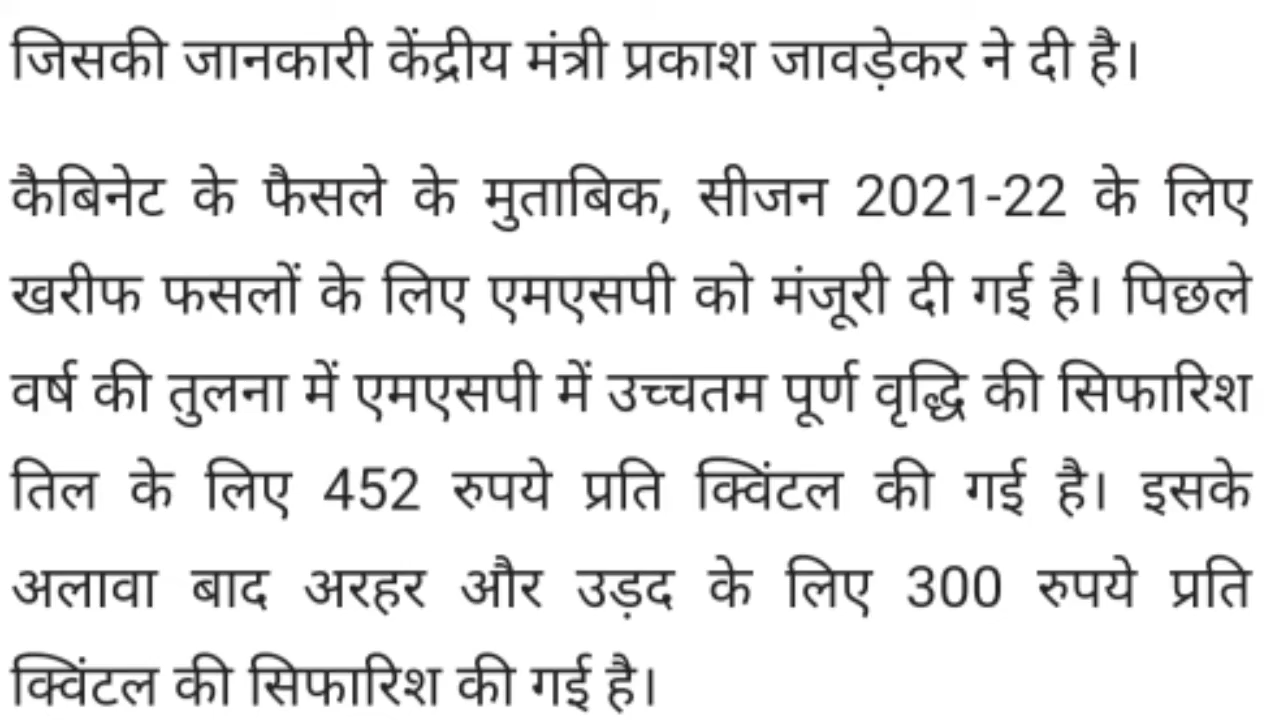 जिसकी जानकारी केंद्रीय मंत्री प्रकाश जावड़ेकर ने दी है।
कैबिनेट के फैसले के मुताबिक, सीजन 2021-22 के लिए
खरीफ फसलों के लिए एमएसपी को मंजूरी दी गई है। पिछले
वर्ष की तुलना में एमएसपी में उच्चतम पूर्ण वृद्धि की सिफारिश
तिल के लिए 452 रुपये प्रति क्विंटल की गई है। इसके
अलावा बाद अरहर और उड़द के लिए 300 रुपये प्रति
क्विंटल की सिफारिश की गई है।